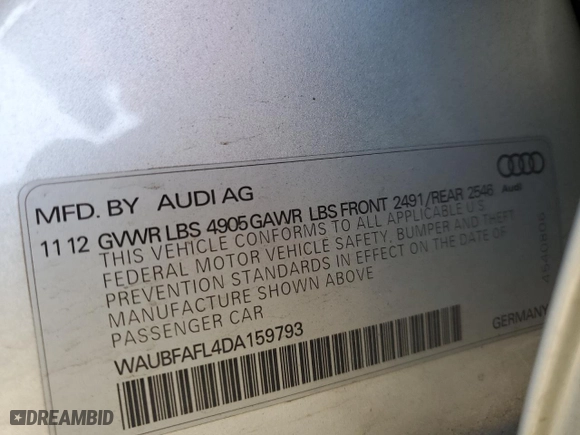 MFD. BY AUDI AG
11 12 GVWR LBS 4905 GAWR LBS FRONT 2491/REAR 2546
THIS VEHICLE CONFORMS TO ALL APPLICABLE U.S
FEDERAL MOTOR VEHICLE SAFETY, BUMPER AND THEFT
PREVENTION STANDARDS IN EFFECT ON THE DATE OF
MANUFACTURE SHOWN ABOVE
PASSENGER CAR
WAUBFAFL4DA159793
Audi
GERMANY
DREAMBID